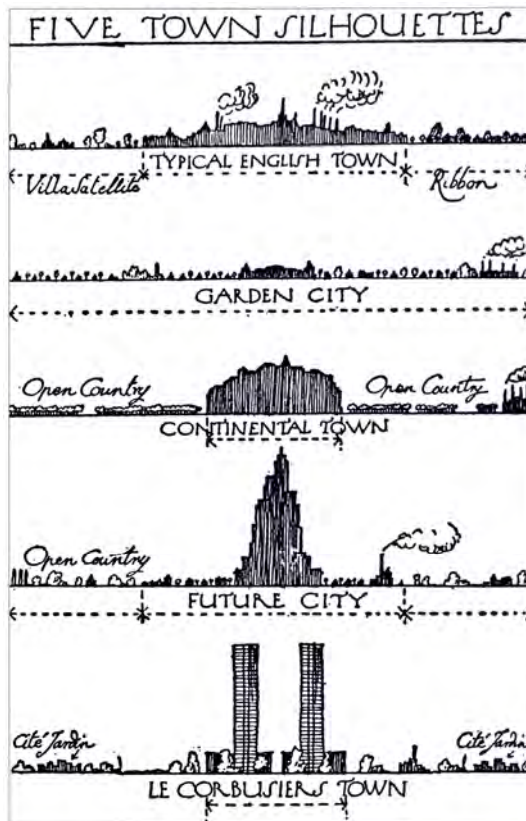 FIVE TOWN SILHOUETTES
TYPICAL ENGLISH TOWN
Villa Satellite
Ribbon
GARDEN CITY
Open Country
Open Country
CONTINENTAL TOWN
Open Country
FUTURE CITY
Cité Jardin
Cité Jardin
LE CORBUSIERS TOWN